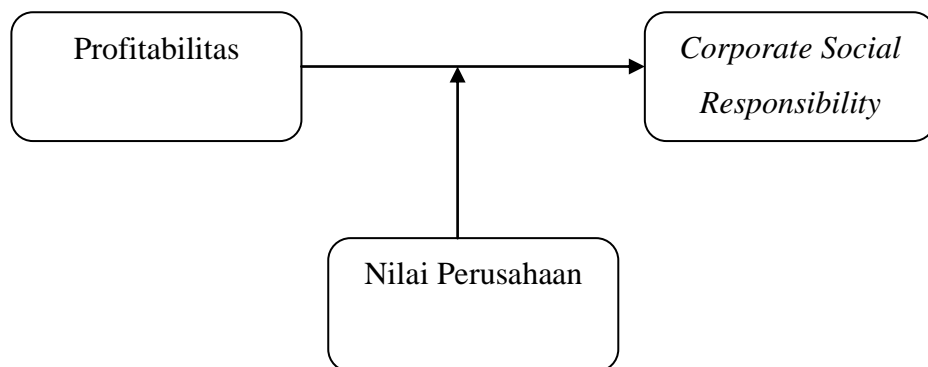 Profitabilitas
Corporate Social
Responsibility
Nilai Perusahaan